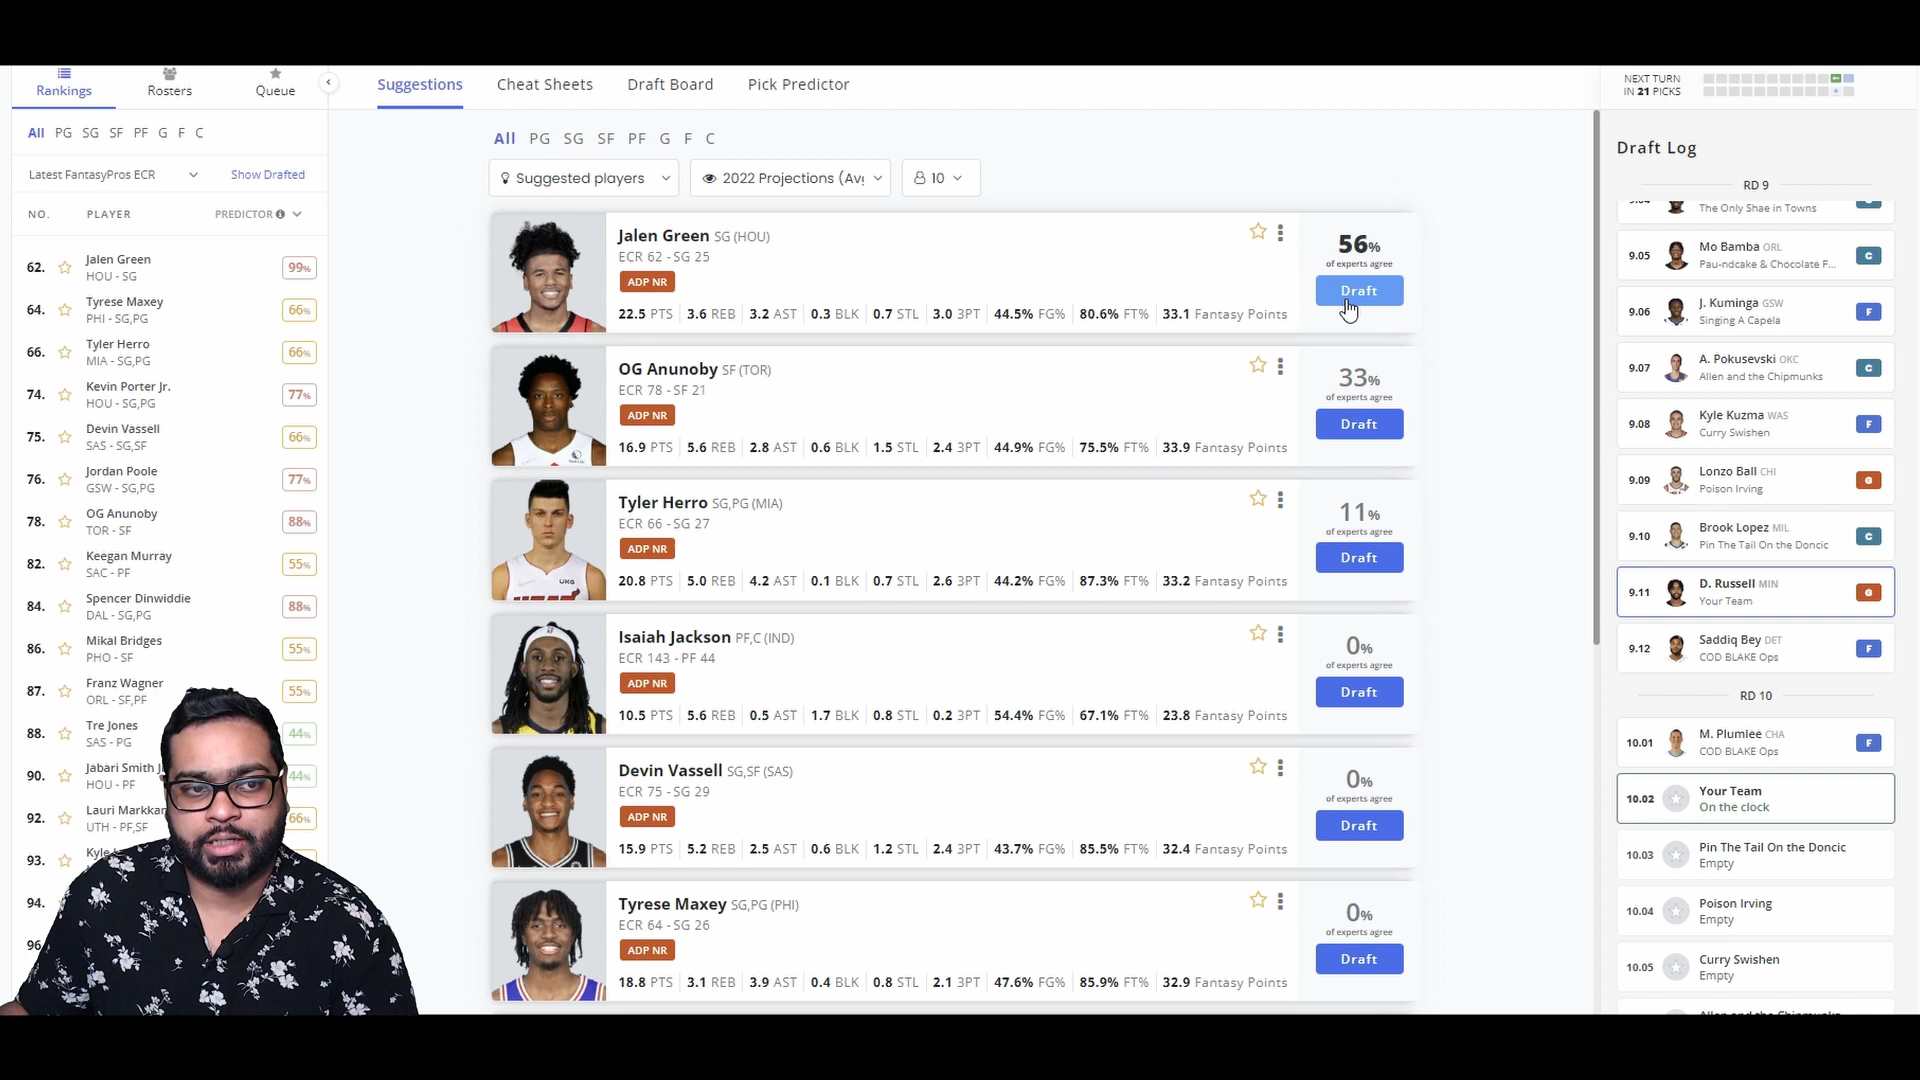 Rankings
Rosters
Queue
All PG SG SF PF G F C
Latest FantasyPros ECR
Show Drafted
NO. PLAYER PREDICTOR
62. Jalen Green 99%
HOU - SG
64. Tyrese Maxey 66%
PHI - SG,PG
66. Tyler Herro 66%
MIA - SG,PG
74. Kevin Porter Jr. 77%
HOU - SG,PG
75. Devin Vassell 66%
SAS - SG,SF
76. Jordan Poole 77%
GSW - SG,PG
78. OG Anunoby 88%
TOR - SF
82. Keegan Murray 55%
SAC - PF
84. Spencer Dinwiddie 88%
DAL - SG,PG
86. Mikal Bridges 55%
PHO - SF
87. Franz Wagner 55%
ORL - SF,PF
88. Tre Jones 44%
SAS - PG
90. Jabari Smith 44%
HOU - PF
92. Lauri 66%
UTH - PF,SF
93.
94.
96
Suggestions Cheat Sheets Draft Board Pick Predictor
All PG SG SF PF G F C
Suggested players
2022 Projections (Av
10
Jalen Green SG (HOU)
ECR 62 - SG 25
ADP NR
22.5 PTS 3.6 REB 3.2 AST 0.3 BLK 0.7 STL 3.0 3PT 44.5% FG% 80.6% FT% 33.1 Fantasy Points
56%
of experts agree
Draft
OG Anunoby SF (TOR)
ECR 78 - SF 21
ADP NR
16.9 PTS 5.6 REB 2.8 AST 0.6 BLK 1.5 STL 2.4 3PT 44.9% FG% 75.5% FT% 33.9 Fantasy Points
33%
of experts agree
Draft
Tyler Herro SG,PG (MIA)
ECR 66 - SG 27
ADP NR
20.8 PTS 5.0 REB 4.2 AST 0.1 BLK 0.7 STL 2.6 3PT 44.2% FG% 87.3% FT% 33.2 Fantasy Points
11%
of experts agree
Draft
Isaiah Jackson PF,C (IND)
ECR 143 - PF 44
ADP NR
10.5 PTS 5.6 REB 0.5 AST 1.7 BLK 0.8 STL 0.2 3PT 54.4% FG% 67.1% FT% 23.8 Fantasy Points
0%
of experts agree
Draft
Devin Vassell SG,SF (SAS)
ECR 75 - SG 29
ADP NR
15.9 PTS 5.2 REB 2.5 AST 0.6 BLK 1.2 STL 2.4 3PT 43.7% FG% 85.5% FT% 32.4 Fantasy Points
0%
of experts agree
Draft
Tyrese Maxey SG,PG (PHI)
ECR 64 - SG 26
ADP NR
18.8 PTS 3.1 REB 3.9 AST 0.4 BLK 0.8 STL 2.1 3PT 47.6% FG% 85.9% FT% 32.9 Fantasy Points
0%
of experts agree
Draft
NEXT TURN
IN 21 PICKS
Draft Log
RD 9
The Only Shae in Towns
9.05 Mo Bamba ORL C
Pau-ndcake & Chocolate F...
9.06 J. Kuminga GSW F
Singing A Capela
9.07 A. Pokusevski OKC C
Allen and the Chipmunks
9.08 Kyle Kuzma WAS F
Curry Swishen
9.09 Lonzo Ball CHI G
Poison Irving
9.10 Brook Lopez MIL C
Pin The Tail On the Doncic
9.11 D. Russell MIN G
Your Team
9.12 Saddiq Bey DET F
COD BLAKE Ops
RD 10
10.01 M. Plumlee CHA F
COD BLAKE Ops
10.02 Your Team
On the clock
10.03 Pin The Tail On the Doncic
Empty
10.04 Poison Irving
Empty
10.05 Curry Swishen
Empty